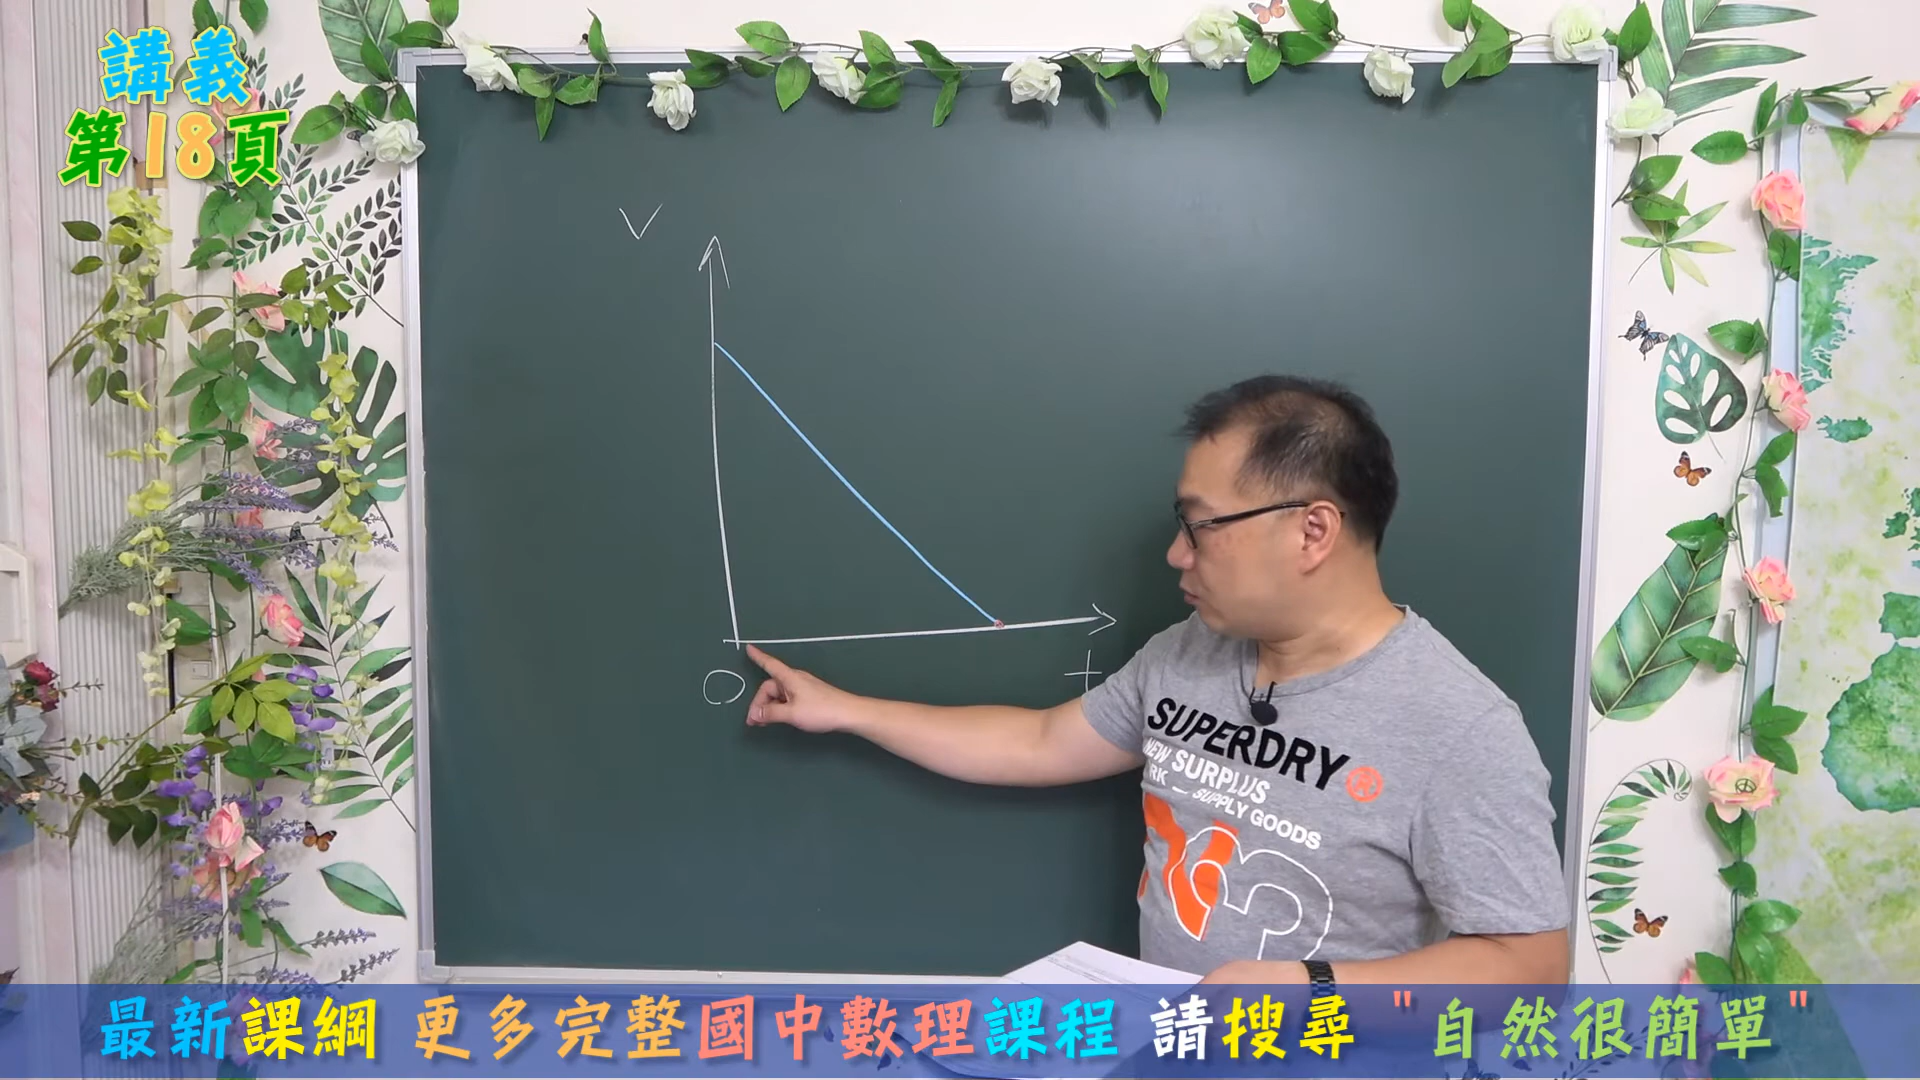 講義
第18頁
V
O
t
SUPERDRY®
NEW SURPLUS
RK — SUPPLY GOODS
最新課綱 更多完整國中數理課程 請搜尋 "自然很簡單"